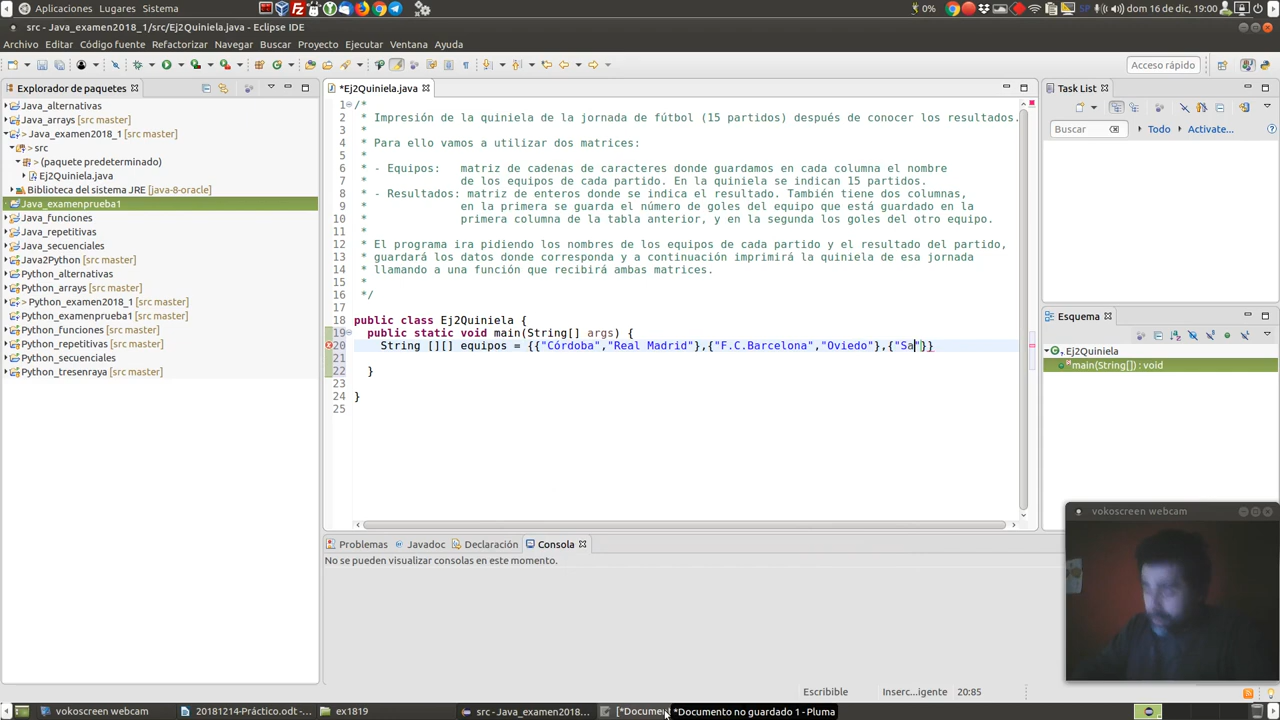 Aplicaciones Lugares Sistema 0% SP dom 16 de dic, 19:00
src - Java_examen2018_1/src/Ej2Quiniela.java - Eclipse IDE
Archivo Editar Código fuente Refactorizar Navegar Buscar Proyecto Ejecutar Ventana Ayuda
Acceso rápido
Explorador de paquetes
Java_alternativas
Java_arrays [src master]
> Java_examen2018_1 [src master]
> src
> (paquete predeterminado)
Ej2Quiniela.java
Biblioteca del sistema JRE [java-8-oracle]
Java_examenprueba1
Java_funciones
Java_repetitivas
Java_secuenciales
Java2Python [src master]
Python_alternativas
Python_arrays [src master]
> Python_examen2018_1 [src master]
Python_examenprueba1
Python_funciones [src master]
Python_repetitivas [src master]
Python_secuenciales
Python_tresenraya [src master]
*Ej2Quiniela.java
1 /*
2 * Impresión de la quiniela de la jornada de fútbol (15 partidos) después de conocer los resultados.
3 *
4 * Para ello vamos a utilizar dos matrices:
5 *
6 * - Equipos: matriz de cadenas de caracteres donde guardamos en cada columna el nombre
7 * de los equipos de cada partido. En la quiniela se indican 15 partidos.
8 * - Resultados: matriz de enteros donde se indica el resultado. También tiene dos columnas,
9 * en la primera se guarda el número de goles del equipo que está guardado en la
10 * primera columna de la tabla anterior, y en la segunda los goles del otro equipo.
11 *
12 * El programa ira pidiendo los nombres de los equipos de cada partido y el resultado del partido,
13 * guardará los datos donde corresponda y a continuación imprimirá la quiniela de esa jornada
14 * llamando a una función que recibirá ambas matrices.
15 *
16 */
17
18 public class Ej2Quiniela {
19 public static void main(String[] args) {
20 String [][] equipos = {{"Córdoba","Real Madrid"},{"F.C.Barcelona","Oviedo"},{"Sa"}}
21
22 }
23
24 }
25
Task List
Buscar Todo Activate...
Esquema
Ej2Quiniela
main(String[]) : void
Problemas Javadoc Declaración Consola
No se pueden visualizar consolas en este momento.
vokoscreen webcam
Escribible Inserc...igente 20:85
vokoscreen webcam 20181214-Práctico.odt -... ex1819 src - Java_examen2018... [*Document *Documento no guardado 1 - Pluma